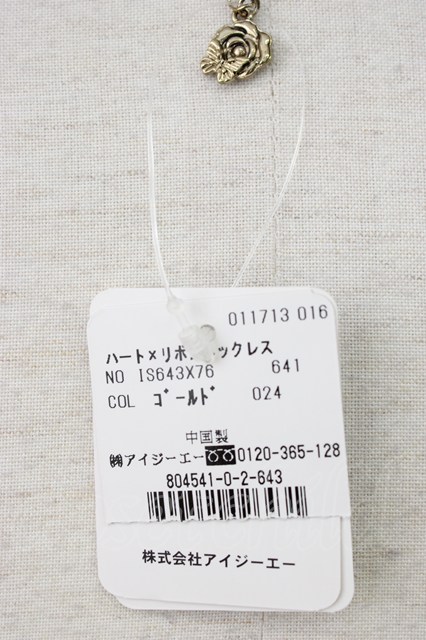 011713 016
ハート×リボ ックレス
NO IS643X76 641
COL ゴールド 024
中国製
㈱アイジーエー 0120-365-128
804541-0-2-643
株式会社アイジーエー